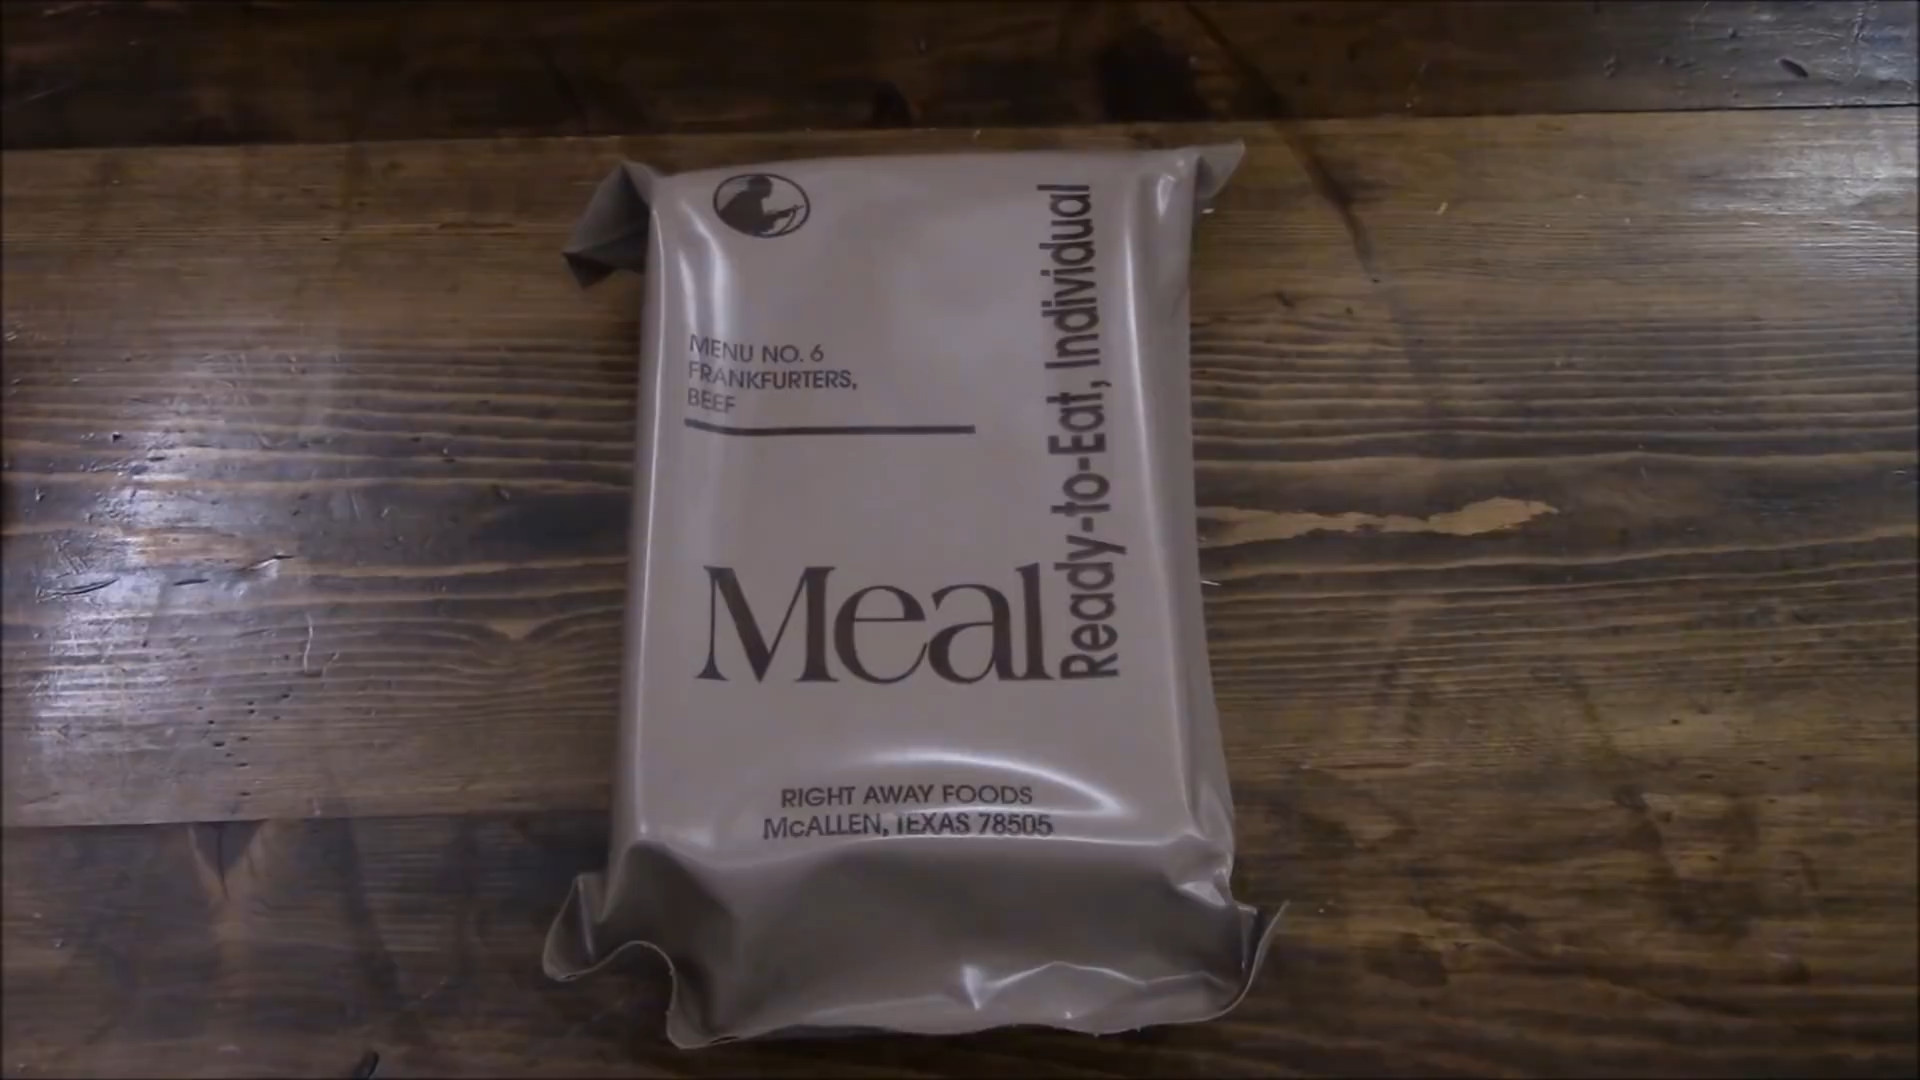 MENU NO. 6
FRANKFURTERS,
BEEF
Meal
Ready-to-Eat, Individual
RIGHT AWAY FOODS
McALLEN, TEXAS 78505